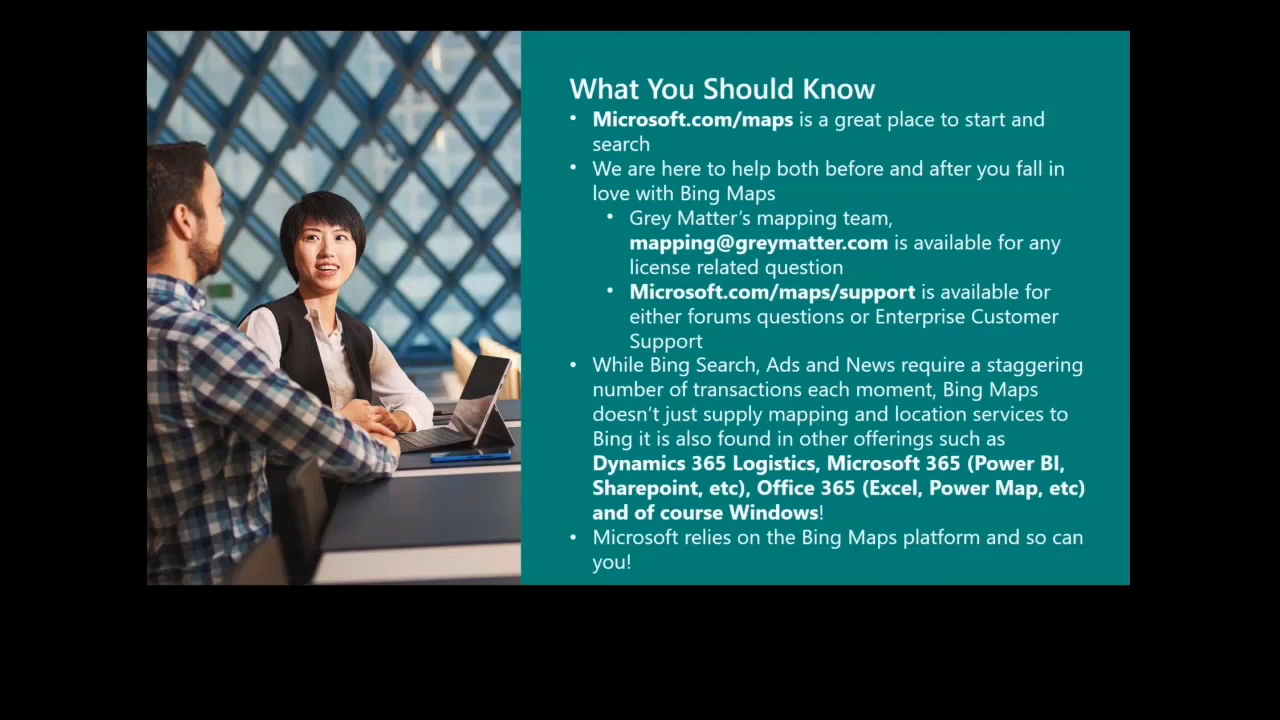 What You Should Know
• Microsoft.com/maps is a great place to start and
search
• We are here to help both before and after you fall in
love with Bing Maps
• Grey Matter's mapping team,
mapping@greymatter.com is available for any
license related question
• Microsoft.com/maps/support is available for
either forums questions or Enterprise Customer
Support
• While Bing Search, Ads and News require a staggering
number of transactions each moment, Bing Maps
doesn't just supply mapping and location services to
Bing it is also found in other offerings such as
Dynamics 365 Logistics, Microsoft 365 (Power BI,
Sharepoint, etc), Office 365 (Excel, Power Map, etc)
and of course Windows!
• Microsoft relies on the Bing Maps platform and so can
you!